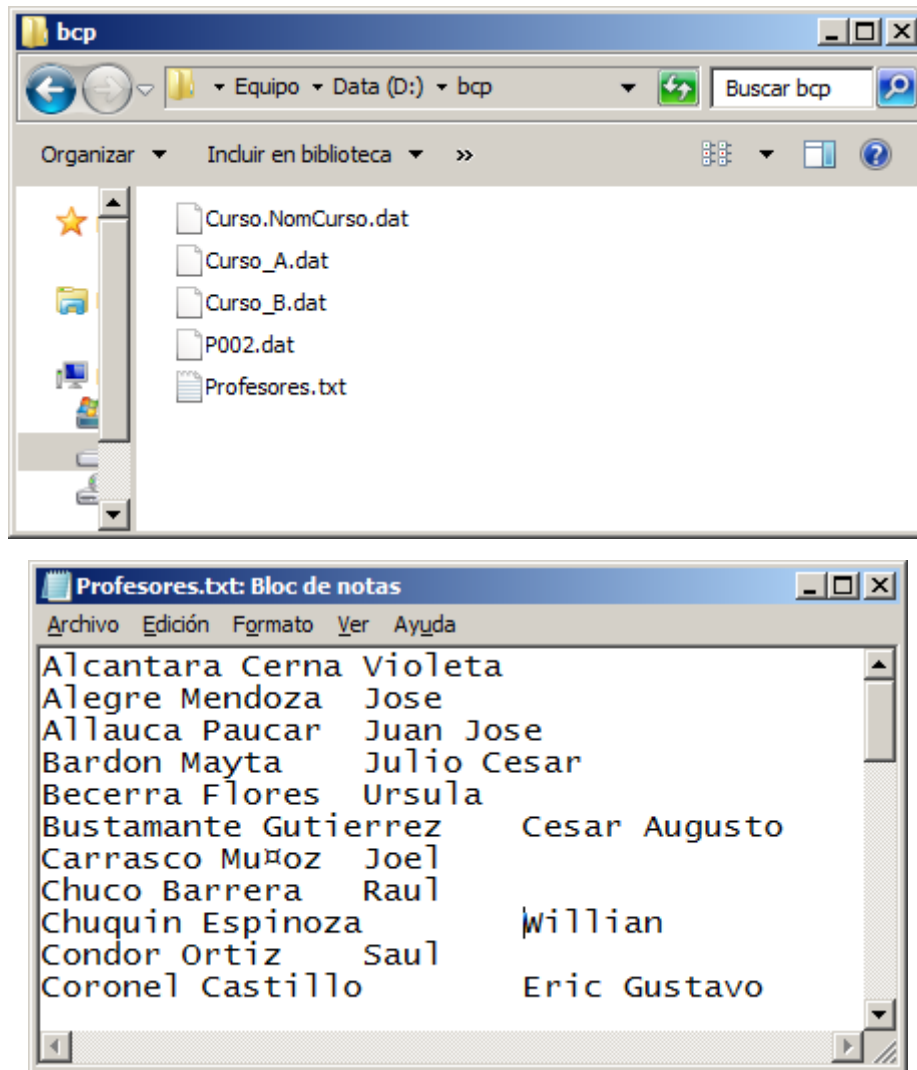 bcp
Equipo Data (D:) bcp Buscar bcp
Organizar Incluir en biblioteca »
Curso.NomCurso.dat
Curso_A.dat
Curso_B.dat
P002.dat
Profesores.txt
Profesores.txt: Bloc de notas
Archivo Edición Formato Ver Ayuda
Alcantara Cerna Violeta
Alegre Mendoza Jose
Allauca Paucar Juan Jose
Bardon Mayta Julio Cesar
Becerra Flores Ursula
Bustamante Gutierrez Cesar Augusto
Carrasco Mu¤oz Joel
Chuco Barrera Raul
Chuquin Espinoza Willian
Condor Ortiz Saul
Coronel Castillo Eric Gustavo